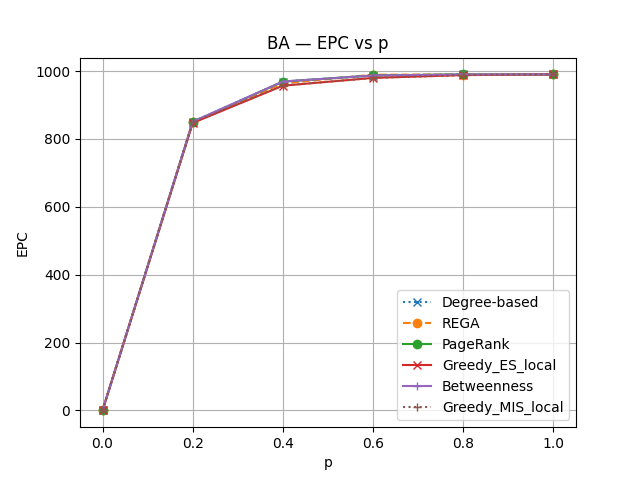 BA — EPC vs p
1000
800
600
400
200
0
EPC
0.0 0.2 0.4 0.6 0.8 1.0
p
Degree-based
REGA
PageRank
Greedy_ES_local
Betweenness
Greedy_MIS_local